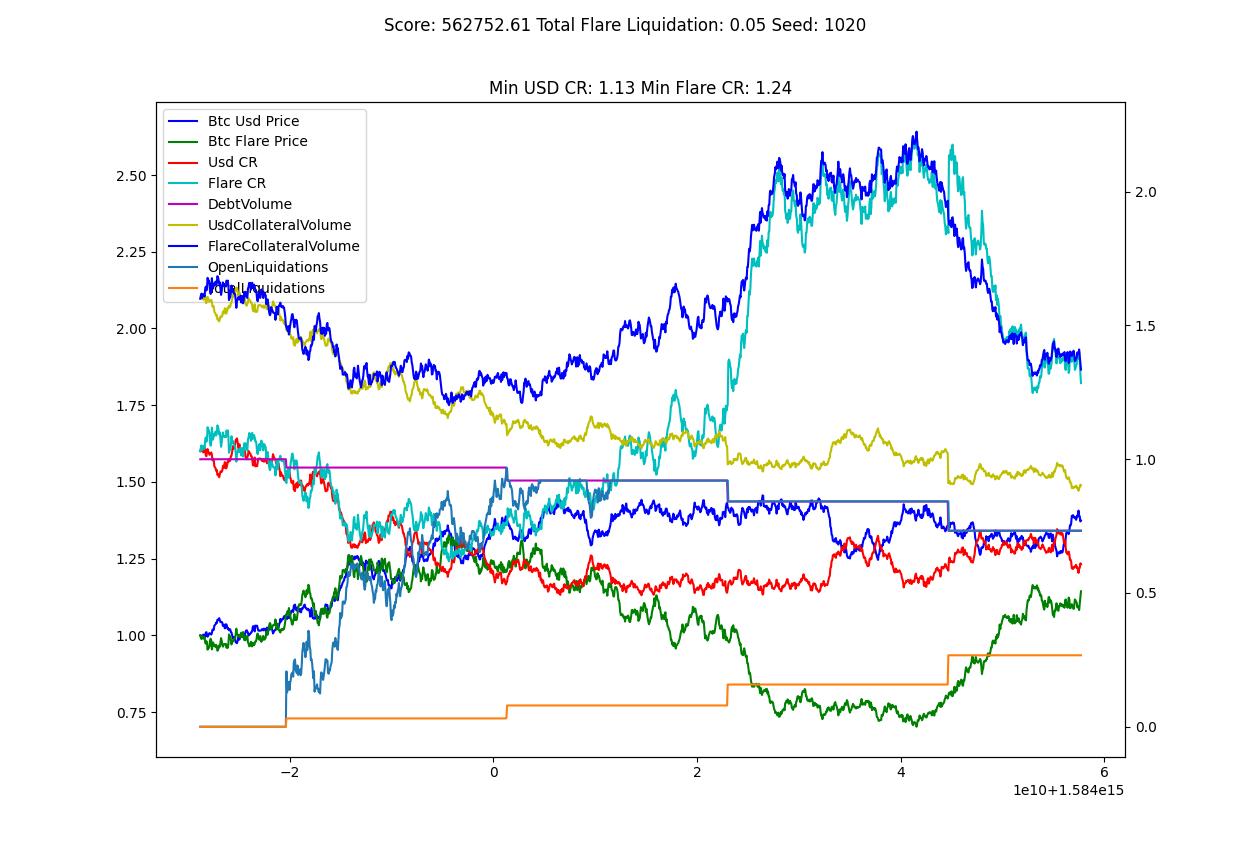 Score: 562752.61 Total Flare Liquidation: 0.05 Seed: 1020
Min USD CR: 1.13 Min Flare CR: 1.24
Btc Usd Price
Btc Flare Price
Usd CR
Flare CR
DebtVolume
UsdCollateralVolume
FlareCollateralVolume
OpenLiquidations
TotalLiquidations
2.50
2.25
2.00
1.75
1.50
1.25
1.00
0.75
2.0
1.5
1.0
0.5
0.0
−2
0
2
4
6
1e10+1.584e15